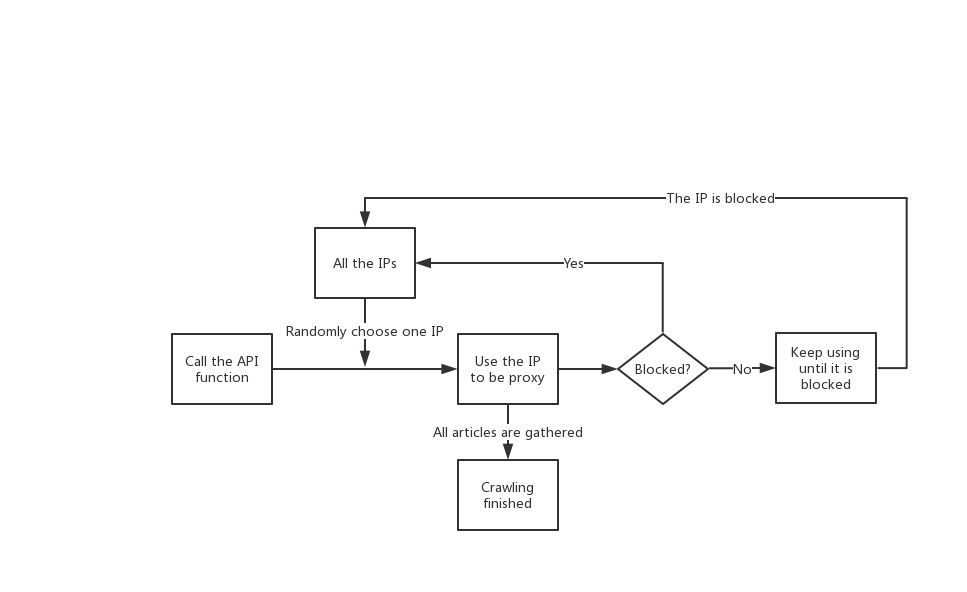 The IP is blocked
All the IPs
Yes
Randomly choose one IP
Call the API
function
Use the IP
to be proxy
Blocked?
No
Keep using
until it is
blocked
All articles are gathered
Crawling
finished